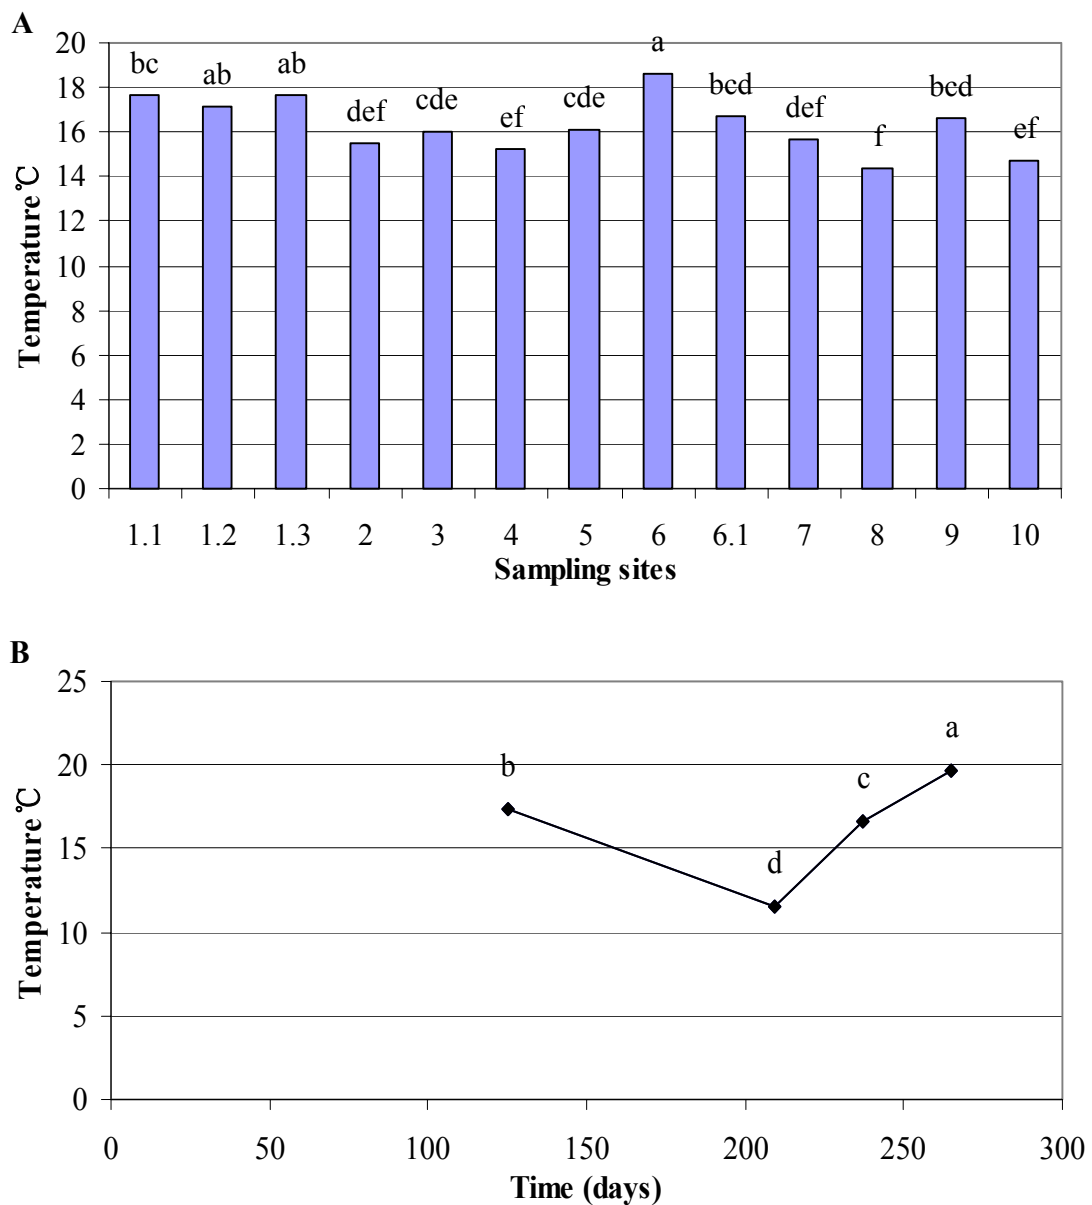 A
20
18
16
14
12
10
8
6
4
2
0
Temperature℃
bc ab ab def cde ef cde a bcd def f bcd ef
1.1 1.2 1.3 2 3 4 5 6 6.1 7 8 9 10
Sampling sites
B
25
20
15
10
5
0
Temperature℃
b d c a
0 50 100 150 200 250 300
Time (days)